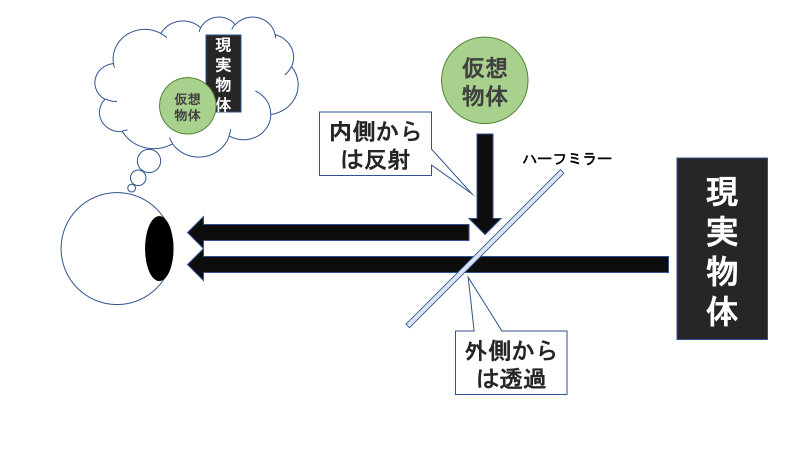 現
実
物
体
仮想
物体
仮想
物体
内側から
は反射
ハーフミラー
現
実
物
体
外側から
は透過